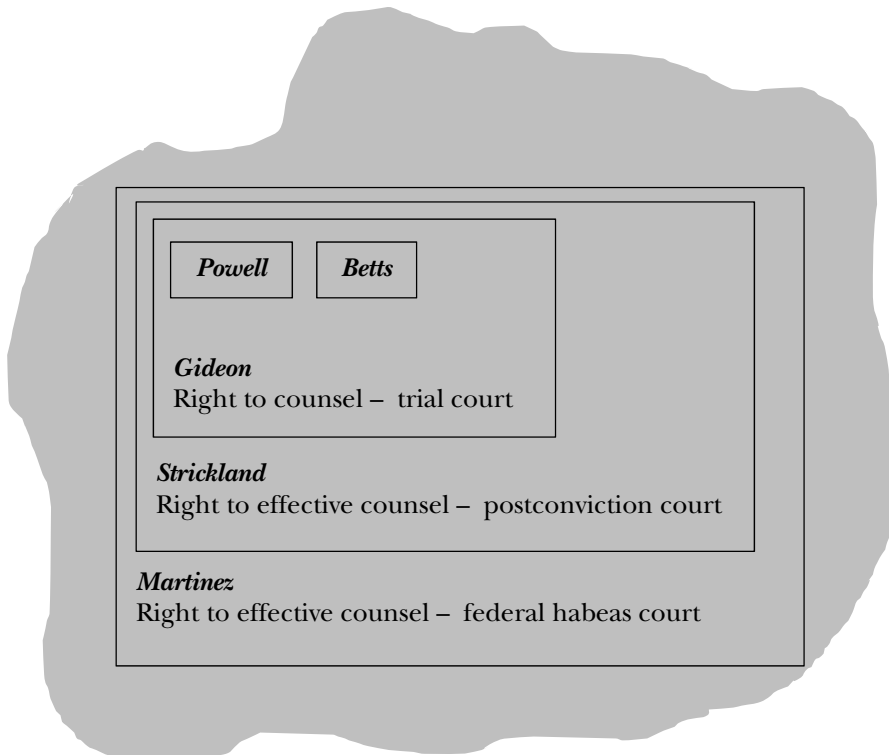 Powell Betts
Gideon
Right to counsel – trial court
Strickland
Right to effective counsel – postconviction court
Martinez
Right to effective counsel – federal habeas court